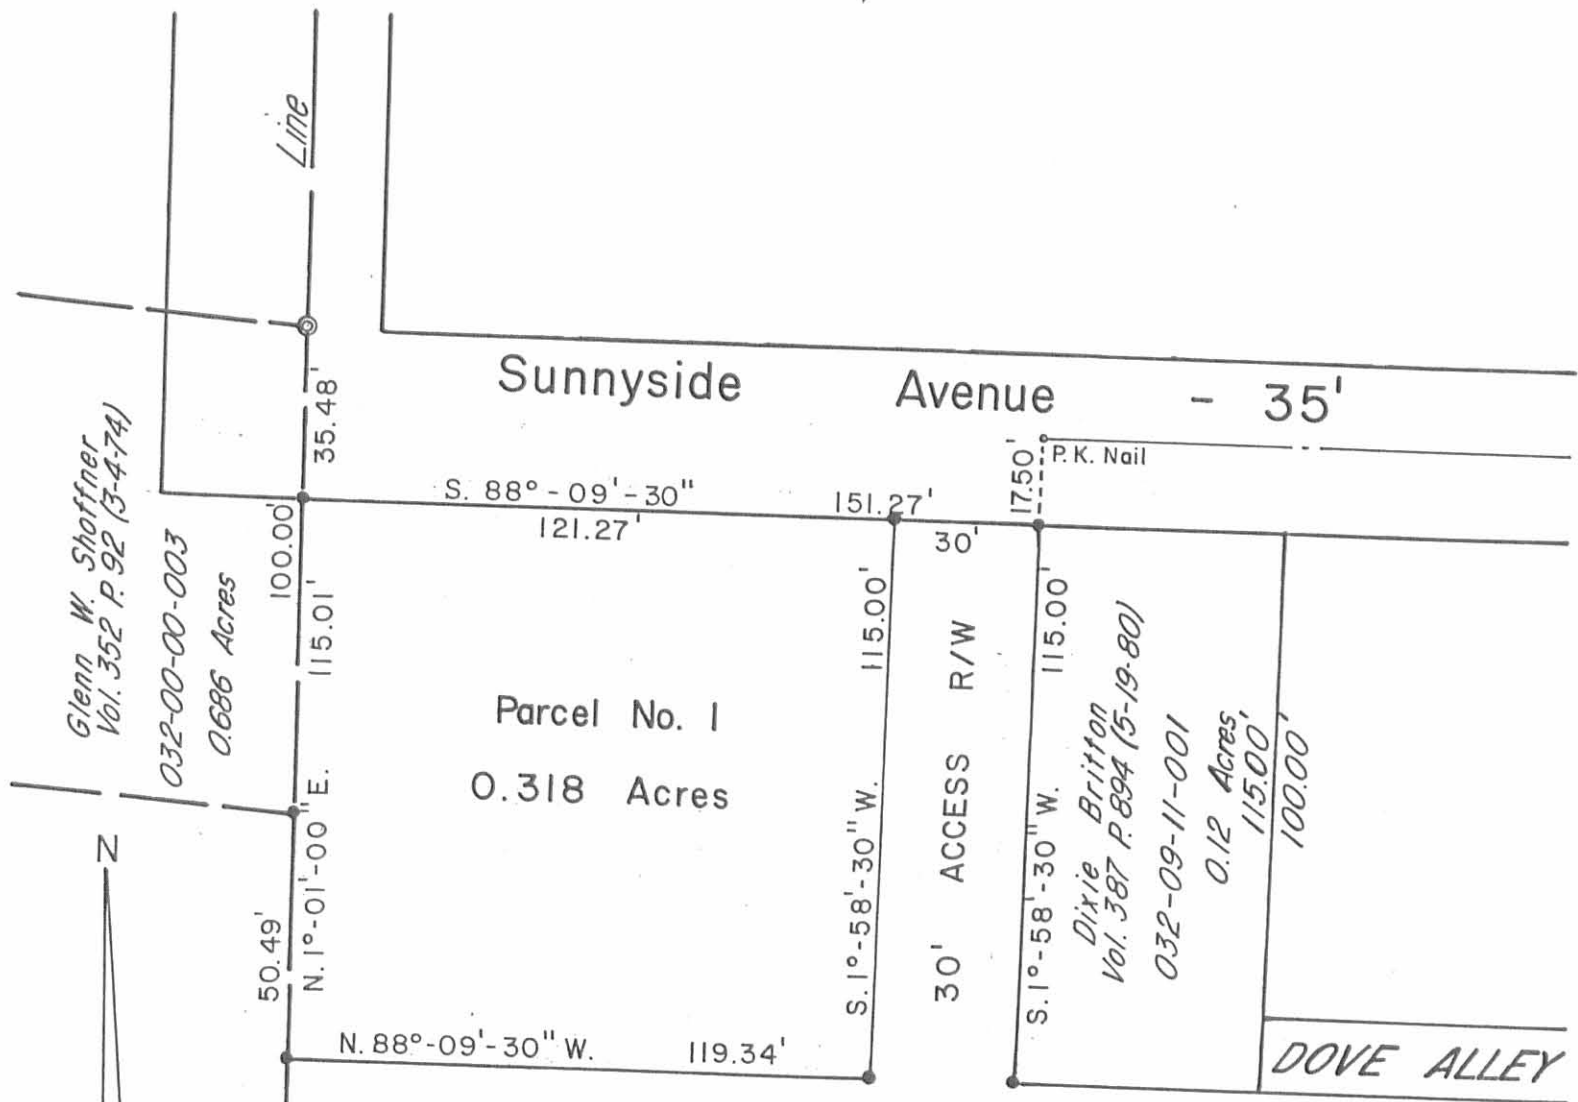 Line
Sunnyside Avenue - 35'
35.48'
P.K. Nail
17.50'
S. 88° - 09' - 30" 151.27'
121.27'
30'
Glenn W. Shoffner
Vol. 352 P. 92 (3-4-74)
032-00-00-003
0.686 Acres
100.00'
115.01'
N. 1°-01'-00" E.
50.49'
Parcel No. 1
0.318 Acres
115.00'
S. 1°-58'-30" W.
30' ACCESS R/W
115.00'
S. 1°-58'-30" W.
Dixie Britton
Vol. 387 P. 894 (5-19-80)
032-09-11-001
0.12 Acres
115.00'
100.00'
N
N. 88°-09'-30" W. 119.34'
DOVE ALLEY